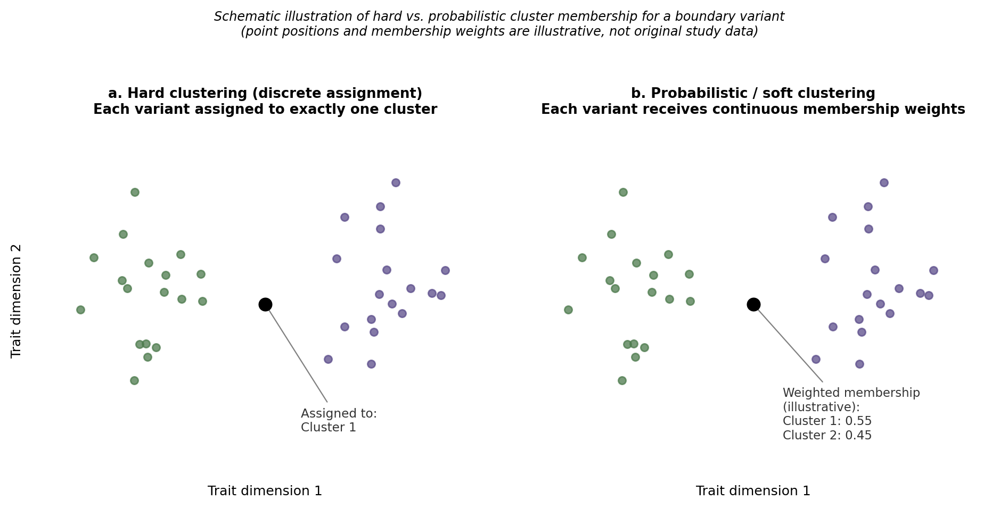 Schematic illustration of hard vs. probabilistic cluster membership for a boundary variant
(point positions and membership weights are illustrative, not original study data)
a. Hard clustering (discrete assignment)
Each variant assigned to exactly one cluster
b. Probabilistic / soft clustering
Each variant receives continuous membership weights
Trait dimension 2
Assigned to:
Cluster 1
Weighted membership
(illustrative):
Cluster 1: 0.55
Cluster 2: 0.45
Trait dimension 1
Trait dimension 1